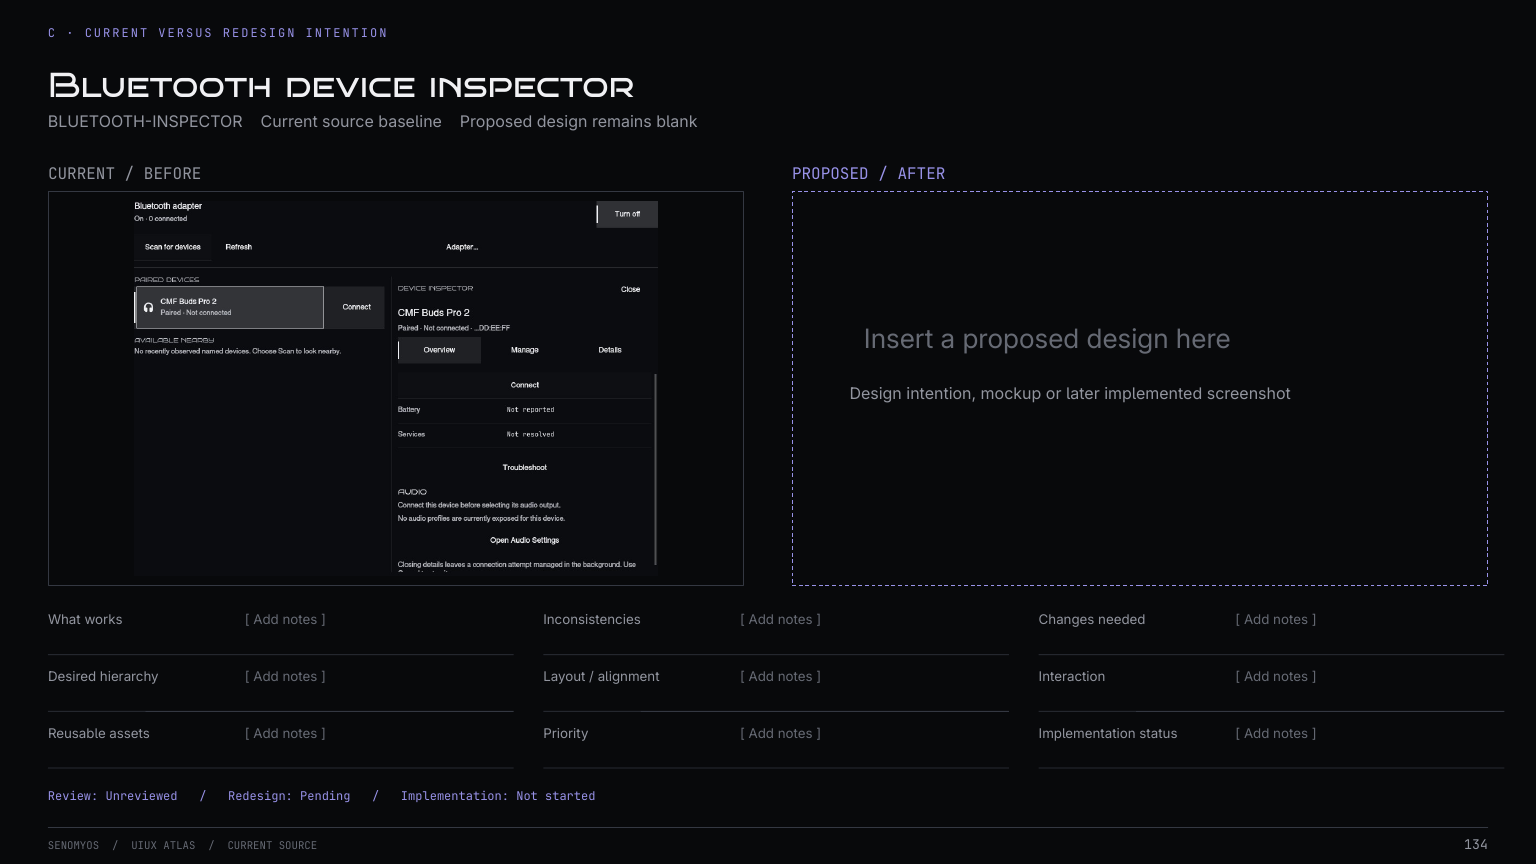 C · CURRENT VERSUS REDESIGN INTENTION
Bluetooth device inspector
BLUETOOTH-INSPECTOR Current source baseline Proposed design remains blank
CURRENT / BEFORE
Bluetooth adapter
On · 0 connected
Turn off
Scan for devices
Refresh
Adapter...
PAIRED DEVICES
CMF Buds Pro 2
Paired · Not connected
Connect
AVAILABLE NEARBY
No recently observed named devices. Choose Scan to look nearby.
DEVICE INSPECTOR
Close
CMF Buds Pro 2
Paired · Not connected · ...DD:EE:FF
Overview
Manage
Details
Connect
Battery Not reported
Services Not resolved
Troubleshoot
AUDIO
Connect this device before selecting its audio output.
No audio profiles are currently exposed for this device.
Open Audio Settings
Closing details leaves a connection attempt managed in the background. Use
PROPOSED / AFTER
Insert a proposed design here
Design intention, mockup or later implemented screenshot
What works [ Add notes ]
Inconsistencies [ Add notes ]
Changes needed [ Add notes ]
Desired hierarchy [ Add notes ]
Layout / alignment [ Add notes ]
Interaction [ Add notes ]
Reusable assets [ Add notes ]
Priority [ Add notes ]
Implementation status [ Add notes ]
Review: Unreviewed / Redesign: Pending / Implementation: Not started
SENOMYOS / UIUX ATLAS / CURRENT SOURCE
134